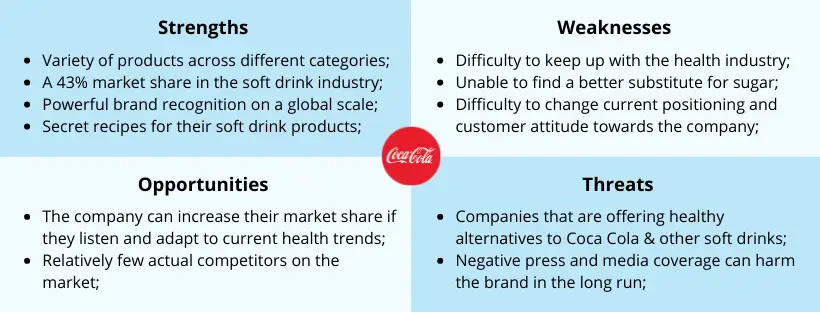 Strengths
• Variety of products across different categories;
• A 43% market share in the soft drink industry;
• Powerful brand recognition on a global scale;
• Secret recipes for their soft drink products;
Weaknesses
• Difficulty to keep up with the health industry;
• Unable to find a better substitute for sugar;
• Difficulty to change current positioning and
customer attitude towards the company;
Coca-Cola
Opportunities
• The company can increase their market share if
they listen and adapt to current health trends;
• Relatively few actual competitors on the
market;
Threats
• Companies that are offering healthy
alternatives to Coca Cola & other soft drinks;
• Negative press and media coverage can harm
the brand in the long run;